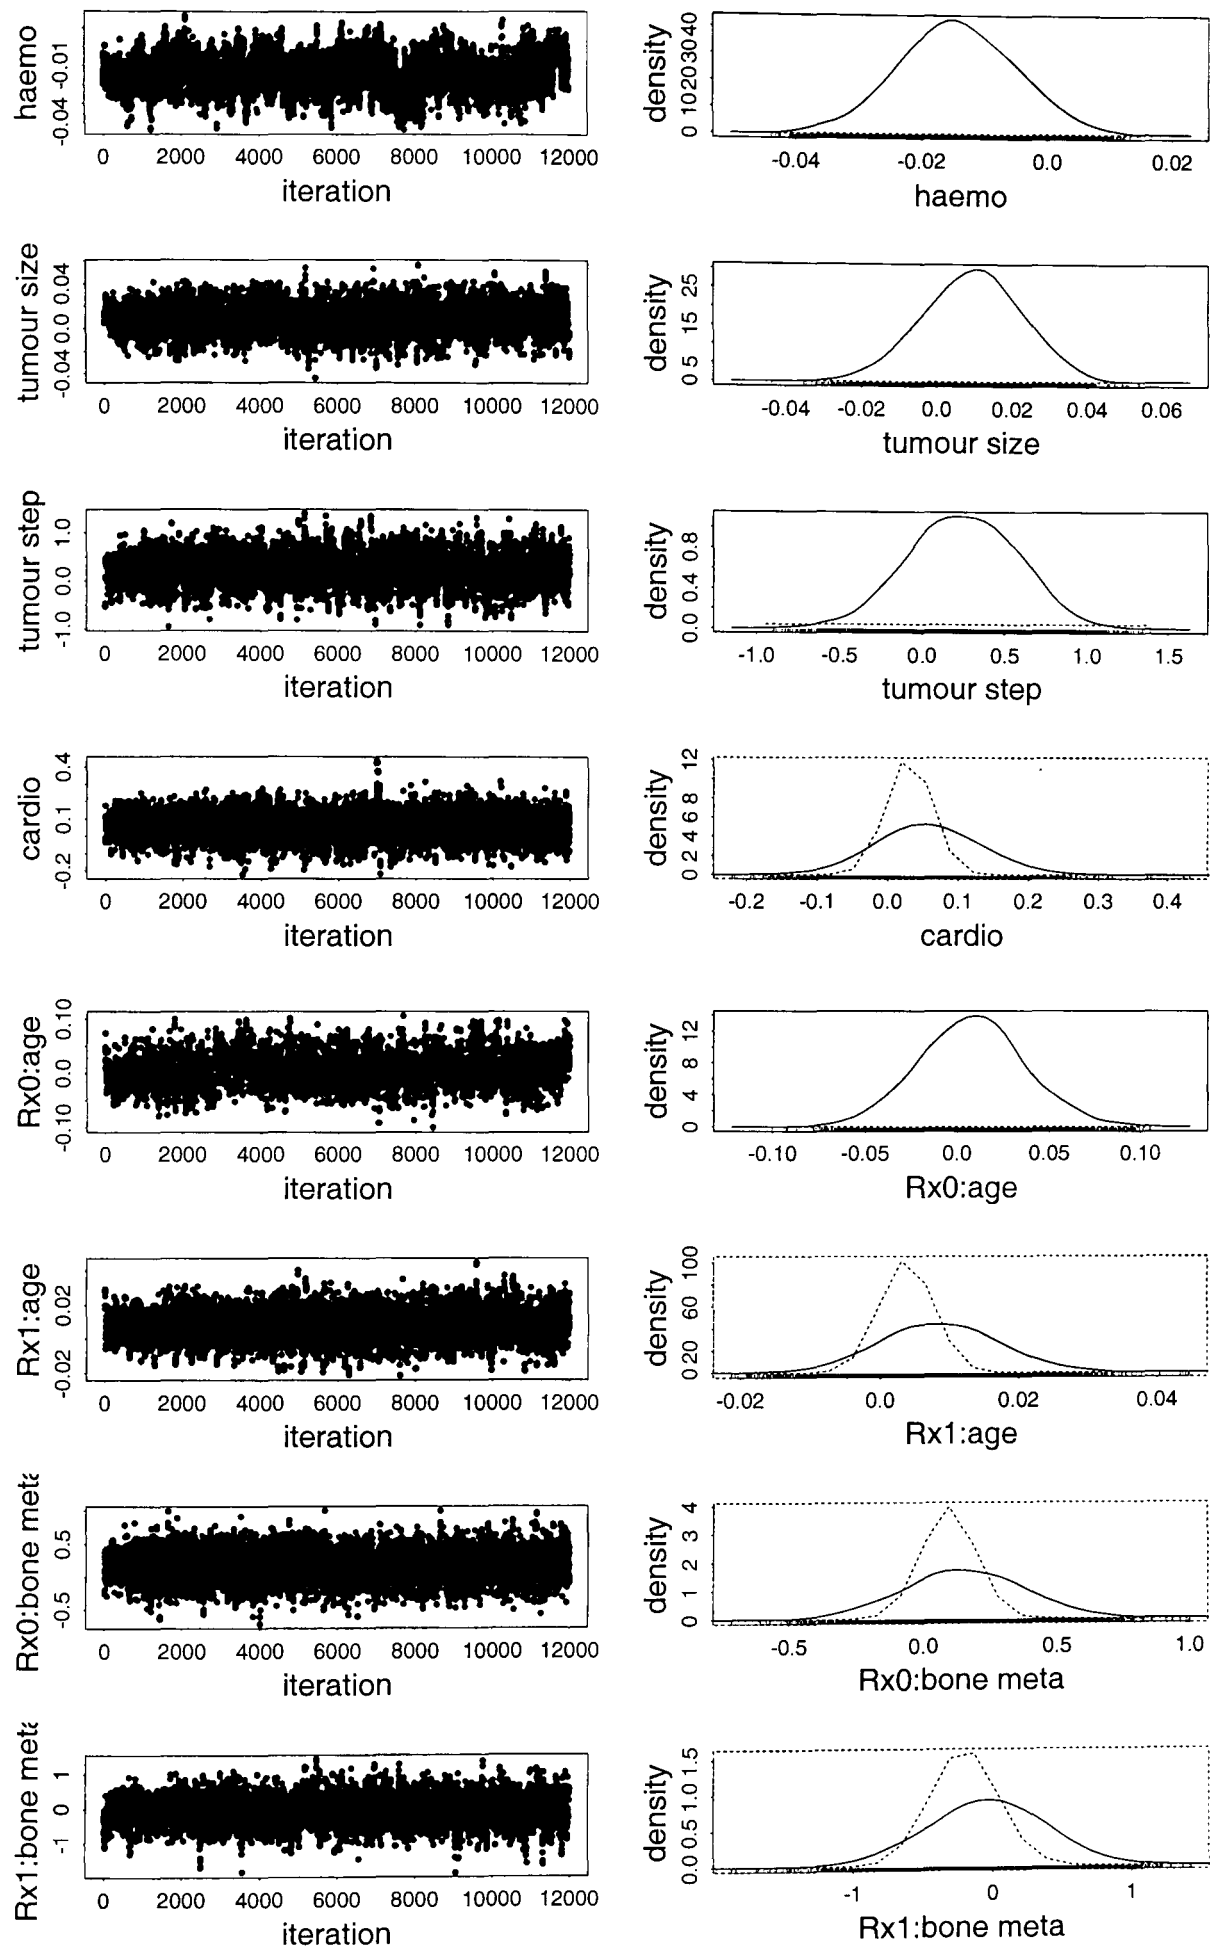 haemo
-0.04 -0.01
0 2000 4000 6000 8000 10000 12000
iteration
density
0 10203040
-0.04 -0.02 0.0 0.02
haemo
tumour size
-0.04 0.0 0.04
0 2000 4000 6000 8000 10000 12000
iteration
density
0 5 15 25
-0.04 -0.02 0.0 0.02 0.04 0.06
tumour size
tumour step
-1.0 0.0 1.0
0 2000 4000 6000 8000 10000 12000
iteration
density
0.0 0.4 0.8
-1.0 -0.5 0.0 0.5 1.0 1.5
tumour step
cardio
-0.2 0.1 0.4
0 2000 4000 6000 8000 10000 12000
iteration
density
0 2 4 6 8 12
-0.2 -0.1 0.0 0.1 0.2 0.3 0.4
cardio
Rx0:age
-0.10 0.0 0.10
0 2000 4000 6000 8000 10000 12000
iteration
density
0 4 8 12
-0.10 -0.05 0.0 0.05 0.10
Rx0:age
Rx1:age
-0.02 0.02
0 2000 4000 6000 8000 10000 12000
iteration
density
0 20 60 100
-0.02 0.0 0.02 0.04
Rx1:age
Rx0:bone meta
-0.5 0.5
0 2000 4000 6000 8000 10000 12000
iteration
density
0 1 2 3 4
-0.5 0.0 0.5 1.0
Rx0:bone meta
Rx1:bone meta
-1 0 1
0 2000 4000 6000 8000 10000 12000
iteration
density
0.0 0.5 1.0 1.5
-1 0 1
Rx1:bone meta